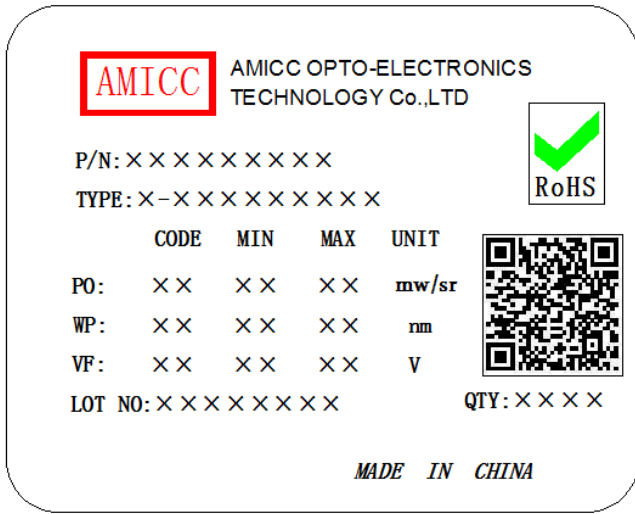 AMICC
AMICC OPTO-ELECTRONICS
TECHNOLOGY Co.,LTD
RoHS
P/N:×××××××××
TYPE:×-×××××××××
CODE MIN MAX UNIT
PO: ×× ×× ×× mw/sr
WP: ×× ×× ×× nm
VF: ×× ×× ×× V
LOT NO:×××××××× QTY:××××
MADE IN CHINA